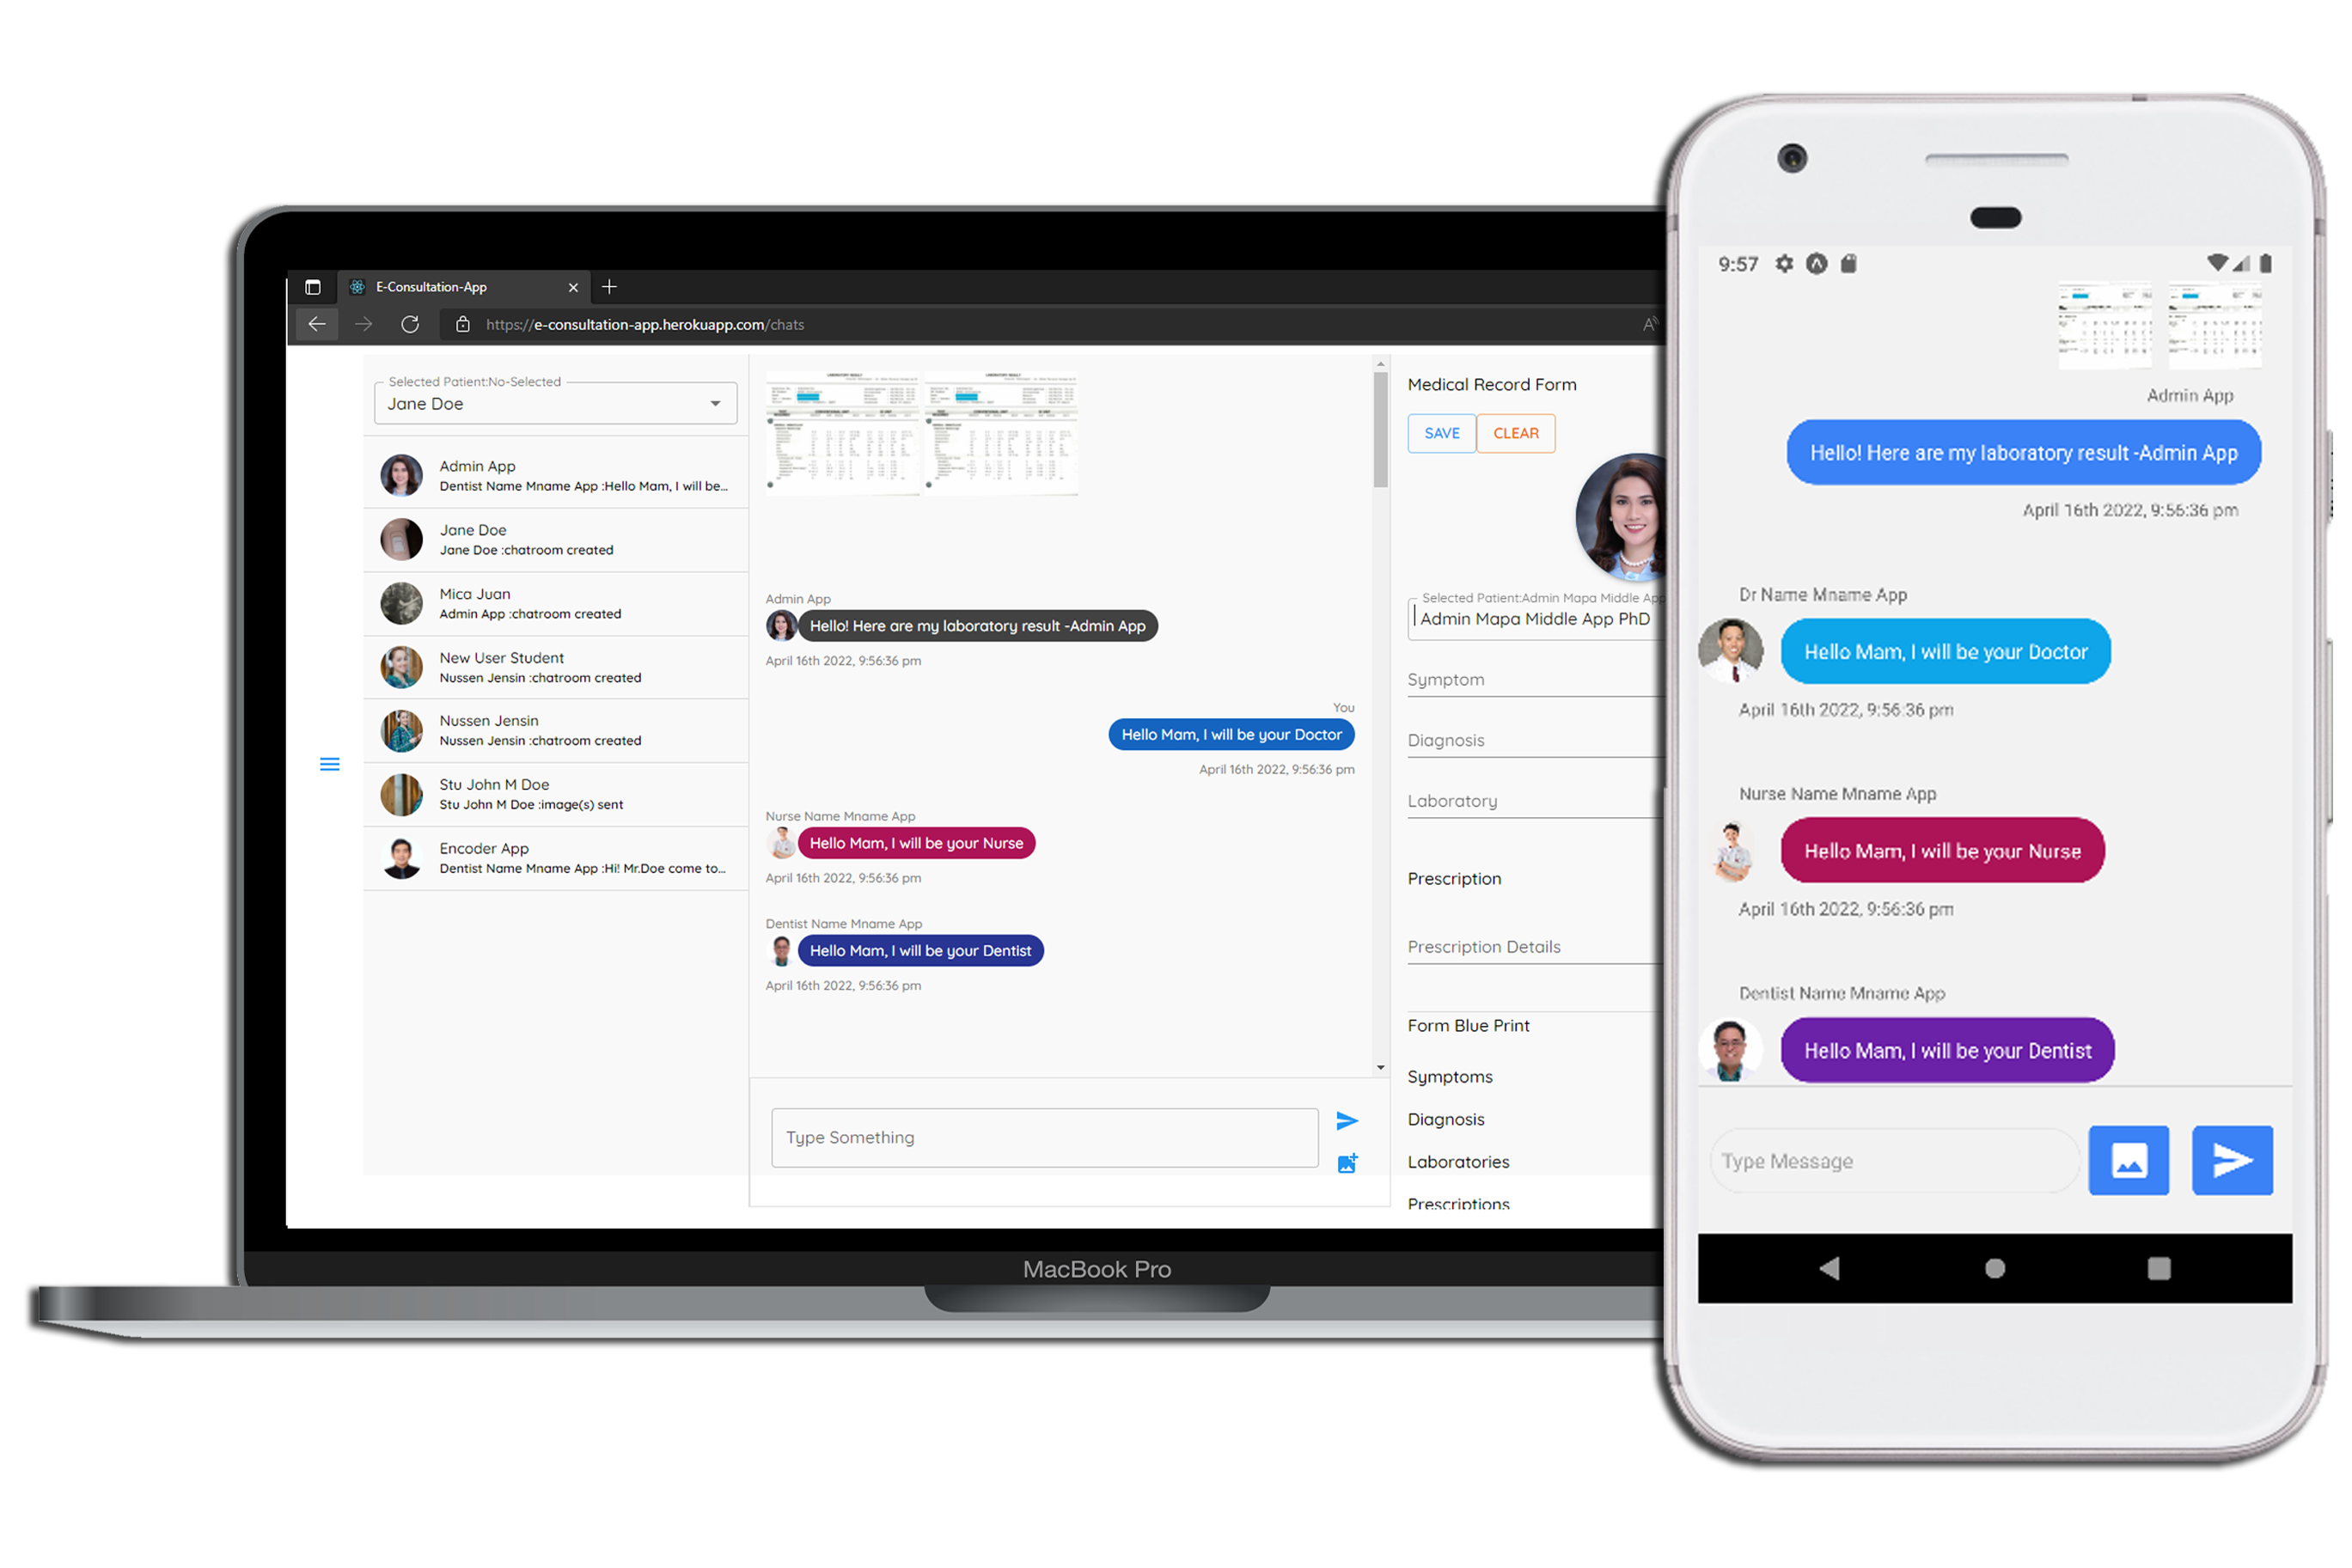 E-Consultation-App
https://e-consultation-app.herokuapp.com/chats
Selected Patient:No-Selected
Jane Doe
Admin App
Dentist Name Mname App :Hello Mam, I will be...
Jane Doe
Jane Doe :chatroom created
Mica Juan
Admin App :chatroom created
New User Student
Nussen Jensin :chatroom created
Nussen Jensin
Nussen Jensin :chatroom created
Stu John M Doe
Stu John M Doe :image(s) sent
Encoder App
Dentist Name Mname App :Hi! Mr.Doe come to...
LABORATORY RESULT
LABORATORY RESULT
Admin App
Hello! Here are my laboratory result -Admin App
April 16th 2022, 9:56:36 pm
You
Hello Mam, I will be your Doctor
April 16th 2022, 9:56:36 pm
Nurse Name Mname App
Hello Mam, I will be your Nurse
April 16th 2022, 9:56:36 pm
Dentist Name Mname App
Hello Mam, I will be your Dentist
April 16th 2022, 9:56:36 pm
Type Something
Medical Record Form
SAVE
CLEAR
Selected Patient:Admin Mapa Middle App
Admin Mapa Middle App PhD
Symptom
Diagnosis
Laboratory
Prescription
Prescription Details
Form Blue Print
Symptoms
Diagnosis
Laboratories
Prescriptions
MacBook Pro
9:57
Admin App
Hello! Here are my laboratory result -Admin App
April 16th 2022, 9:56:36 pm
Dr Name Mname App
Hello Mam, I will be your Doctor
April 16th 2022, 9:56:36 pm
Nurse Name Mname App
Hello Mam, I will be your Nurse
April 16th 2022, 9:56:36 pm
Dentist Name Mname App
Hello Mam, I will be your Dentist
Type Message